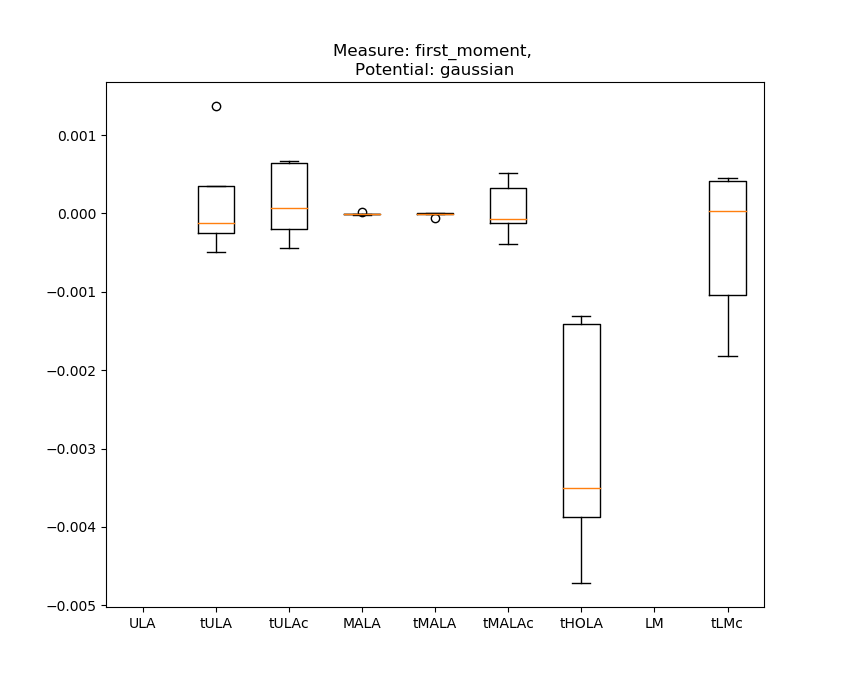 Measure: first_moment,
Potential: gaussian
0.001
0.000
−0.001
−0.002
−0.003
−0.004
−0.005
ULA tULA tULAc MALA tMALA tMALAc tHOLA LM tLMc